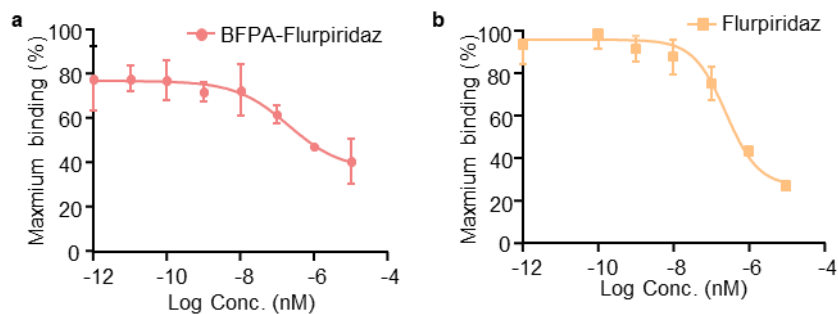 a
BFPA-Flurpiridaz
Maxmium binding (%)
100
80
60
40
20
0
-12
-10
-8
-6
-4
Log Conc. (nM)
b
Flurpiridaz
Maxmium binding (%)
100
80
60
40
20
0
-12
-10
-8
-6
-4
Log Conc. (nM)